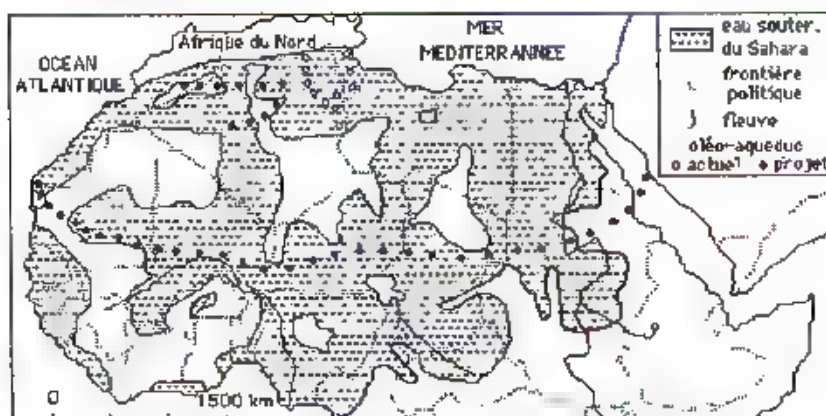 OCEAN
ATLANTIQUE
Afrique du Nord
MER
MEDITERRANNEE
eau souter.
du Sahara
frontière
politique
fleuve
oléo-aqueduc
o actuel • projet
0
1500 km